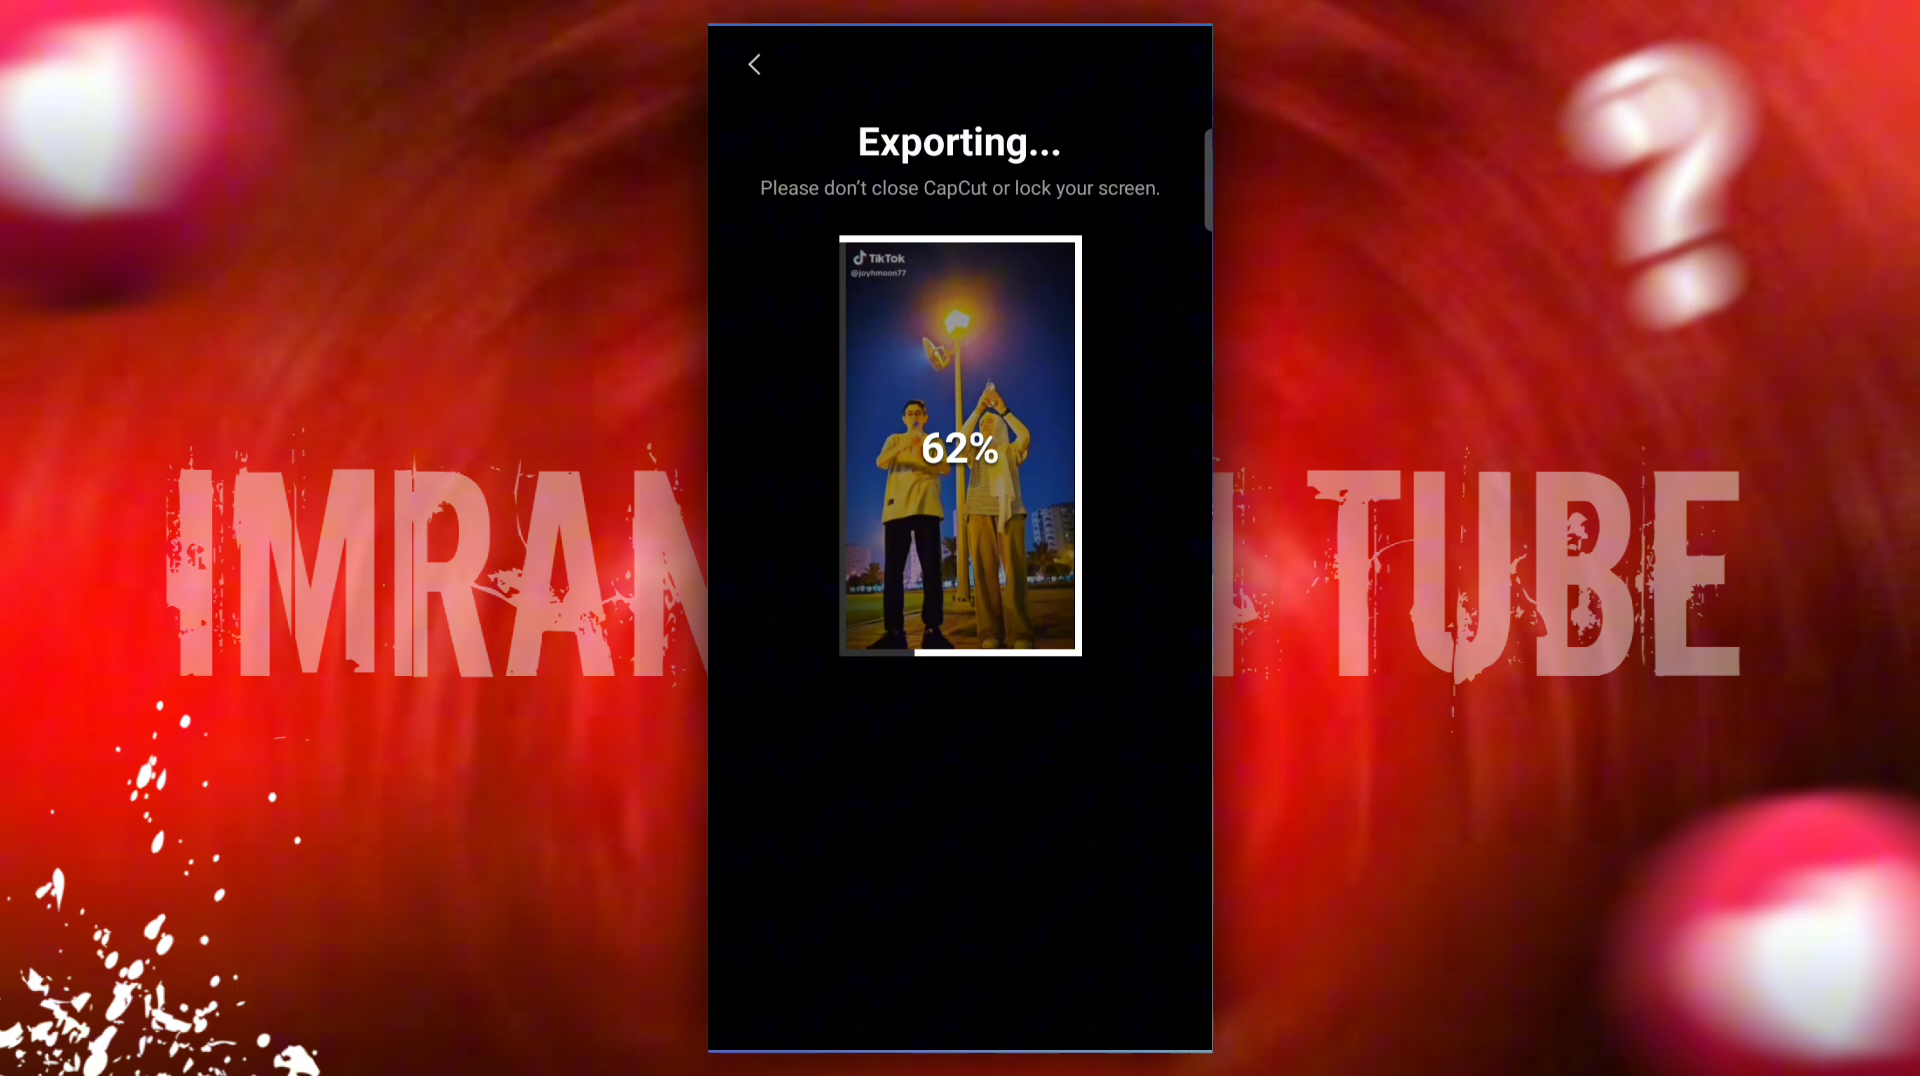 Exporting...
Please don't close CapCut or lock your screen.
TikTok
@joyhmoon77
62%
IMRAN
TUBE
?